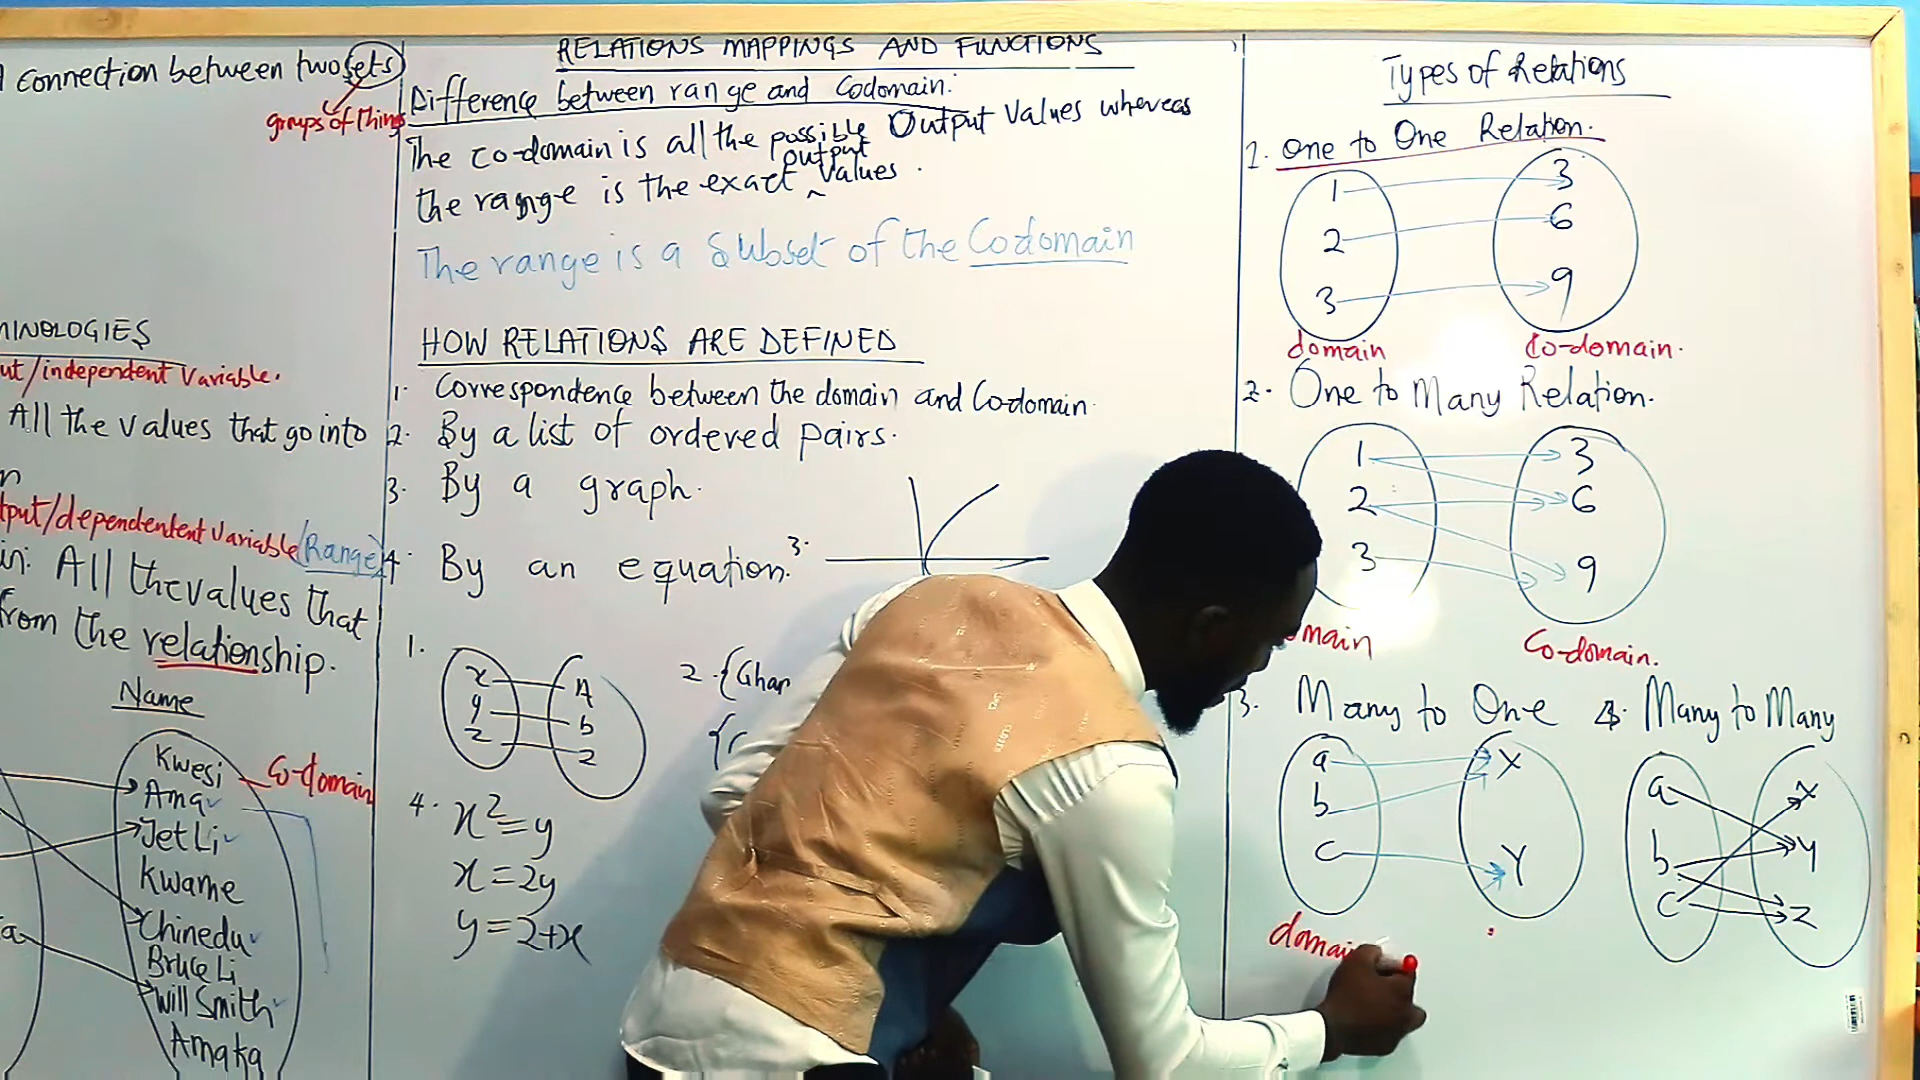 connection between two sets
groups of things
MINOLOGIES
ut/independent Variable.
All the values that go into
n
tput/dependentent Variable/Range
in: All the values that
from the relationship.
Name
Kwesi
Co-domain
Ama
Jet Li
Kwame
Chinedu
a
Bruce Li
Will Smith
Amaka
RELATIONS MAPPINGS AND FUNCTIONS
Difference between range and Codomain:
The co-domain is all the possible Output Values whereas
the range is the exact output Values.
The range is a Subset of the Codomain
HOW RELATIONS ARE DEFINED
1. Correspondence between the domain and Co-domain.
2. By a list of ordered pairs.
3. By a graph.
4. By an equation.
3.
1.
x A
y b
z 2
2. {Ghan
{
4. x²=y
x=2y
y=2+x
Types of Relations
1. One to One Relation.
1 3
2 6
3 9
domain Co-domain.
2. One to Many Relation.
1 3
2 6
3 9
main Co-domain.
3. Many to One 4. Many to Many
a X a x
b b y
c Y c z
domai